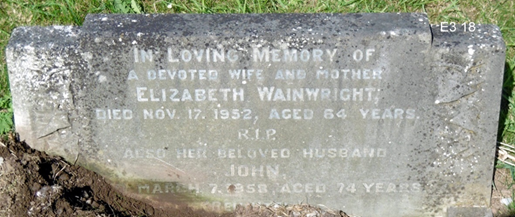 E3 18
IN LOVING MEMORY OF
A DEVOTED WIFE AND MOTHER
ELIZABETH WAINWRIGHT,
DIED NOV. 17. 1952, AGED 64 YEARS.
R.I.P.
ALSO HER BELOVED HUSBAND
JOHN,
MARCH 7. 1958 AGED 74 YEARS